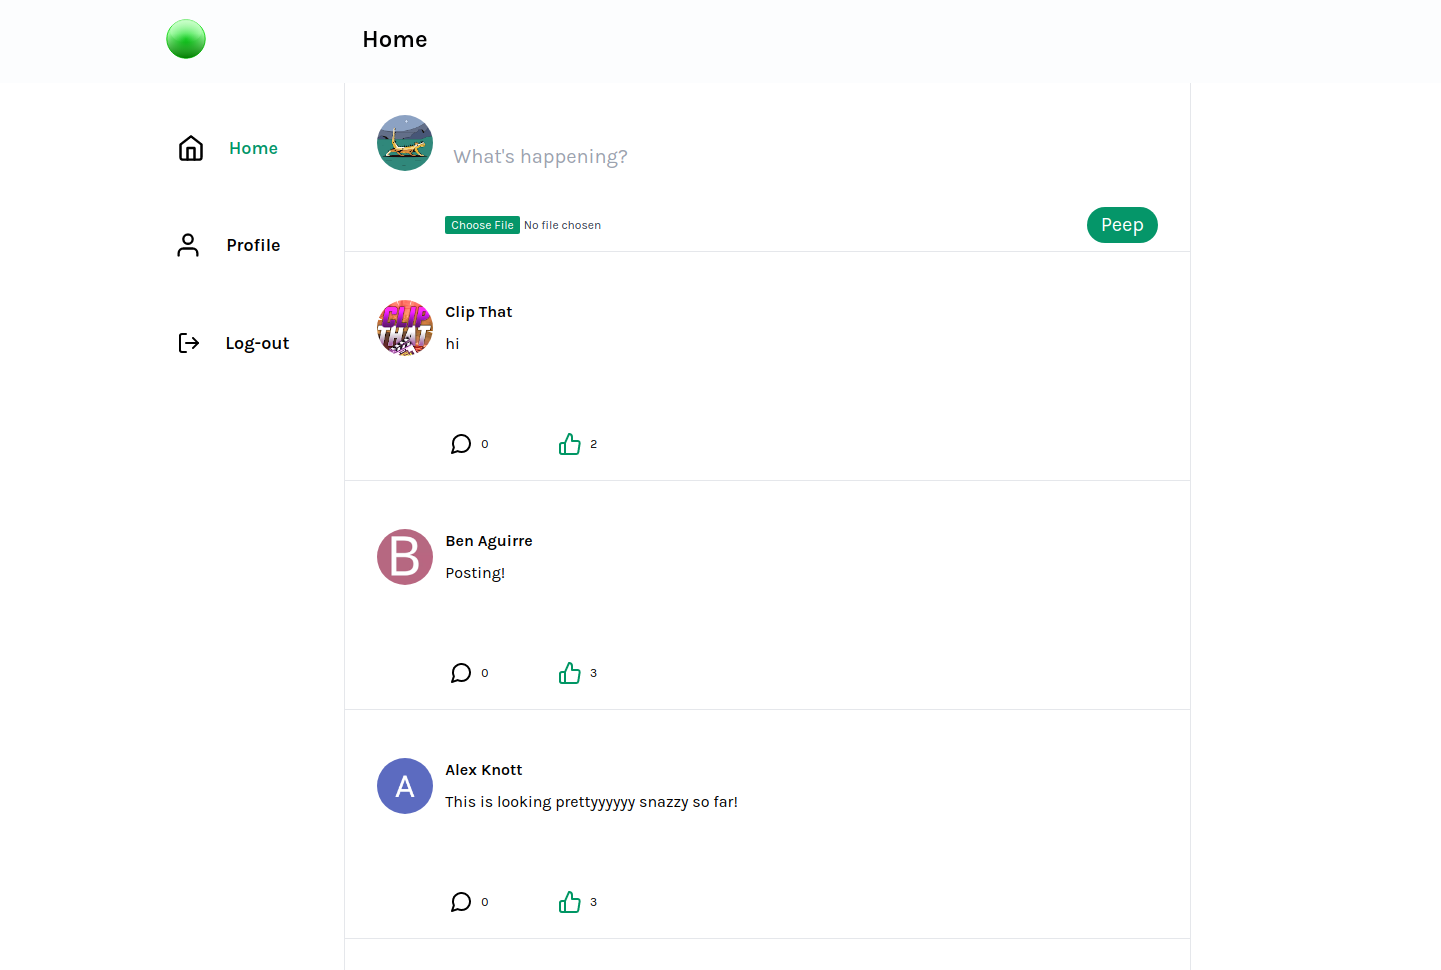 Home
Home
Profile
Log-out
What's happening?
Choose File No file chosen
Peep
CLIP
THAT
Clip That
hi
0
2
B
Ben Aguirre
Posting!
0
3
A
Alex Knott
This is looking prettyyyyyy snazzy so far!
0
3